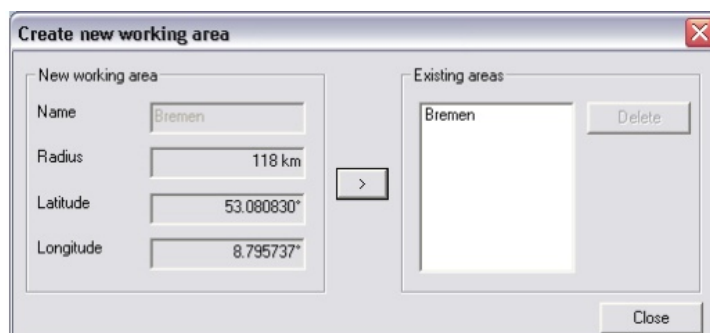 Create new working area
New working area
Name Bremen
Radius 118 km
Latitude 53.080830°
Longitude 8.795737°
>
Existing areas
Bremen
Delete
Close